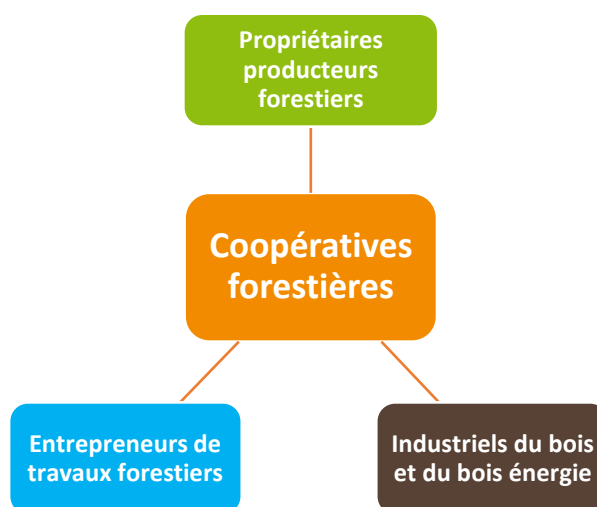 Propriétaires
producteurs
forestiers
Coopératives
forestières
Entrepreneurs de
travaux forestiers
Industriels du bois
et du bois énergie